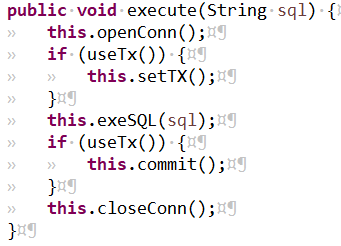 public·void·execute(String·sql)·{¤¶
»   this.openConn();¤¶
»   if·(useTx())·{¤¶
»   »   this.setTX();¤¶
»   }¤¶
»   this.exeSQL(sql);¤¶
»   if·(useTx())·{¤¶
»   »   this.commit();¤¶
»   }¤¶
»   this.closeConn();¤¶
}¤¶